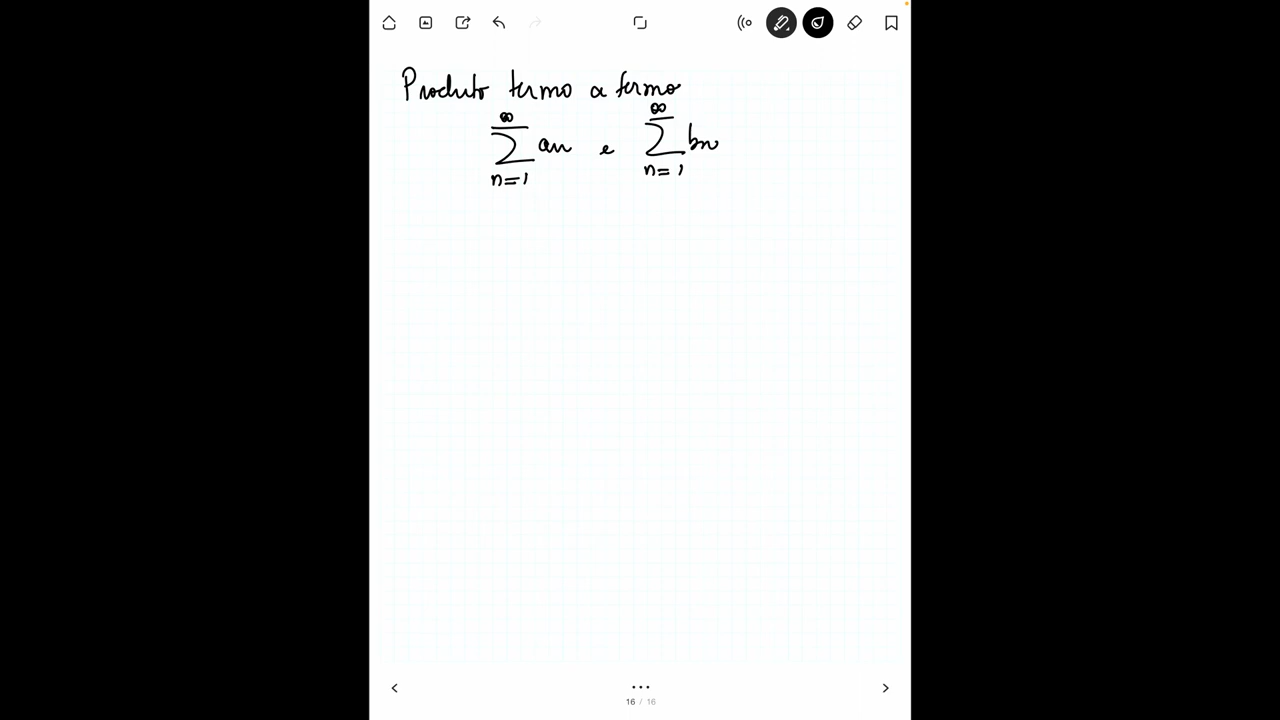 Produto termo a termo
∞ ∞
∑ an e ∑ bn
n=1 n=1
16 / 16